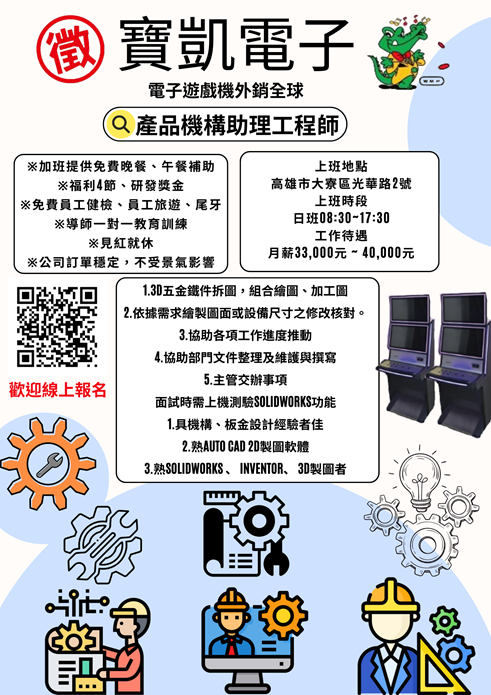 徵
寶凱電子
WMP
電子遊戲機外銷全球
產品機構助理工程師
※加班提供免費晚餐、午餐補助
※福利4節、研發獎金
※免費員工健檢、員工旅遊、尾牙
※導師一對一教育訓練
※見紅就休
※公司訂單穩定，不受景氣影響
上班地點
高雄市大寮區光華路2號
上班時段
日班08:30~17:30
工作待遇
月薪33,000元 ~ 40,000元
歡迎線上報名
1.3D五金鐵件拆圖，組合繪圖、加工圖
2.依據需求繪製圖面或設備尺寸之修改核對。
3.協助各項工作進度推動
4.協助部門文件整理及維護與撰寫
5.主管交辦事項
面試時需上機測驗SOLIDWORKS功能
1.具機構、板金設計經驗者佳
2.熟AUTO CAD 2D製圖軟體
3.熟SOLIDWORKS 、 INVENTOR、 3D製圖者